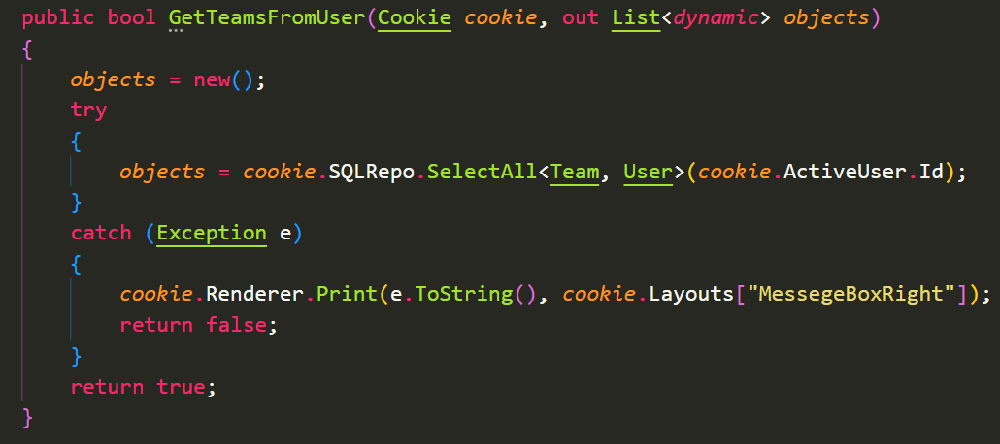 public bool GetTeamsFromUser(Cookie cookie, out List<dynamic> objects)
{
    objects = new();
    try
    {
        objects = cookie.SQLRepo.SelectAll<Team, User>(cookie.ActiveUser.Id);
    }
    catch (Exception e)
    {
        cookie.Renderer.Print(e.ToString(), cookie.Layouts["MessegeBoxRight"]);
        return false;
    }
    return true;
}